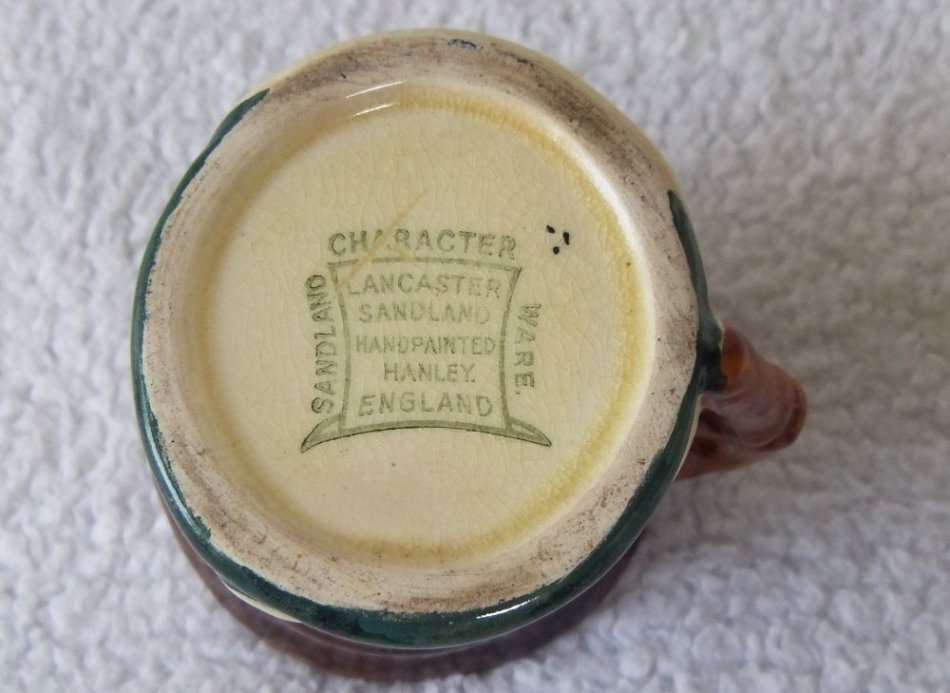 SANDLAND
CHARACTER
WARE.
LANCASTER
SANDLAND
HANDPAINTED
HANLEY.
ENGLAND